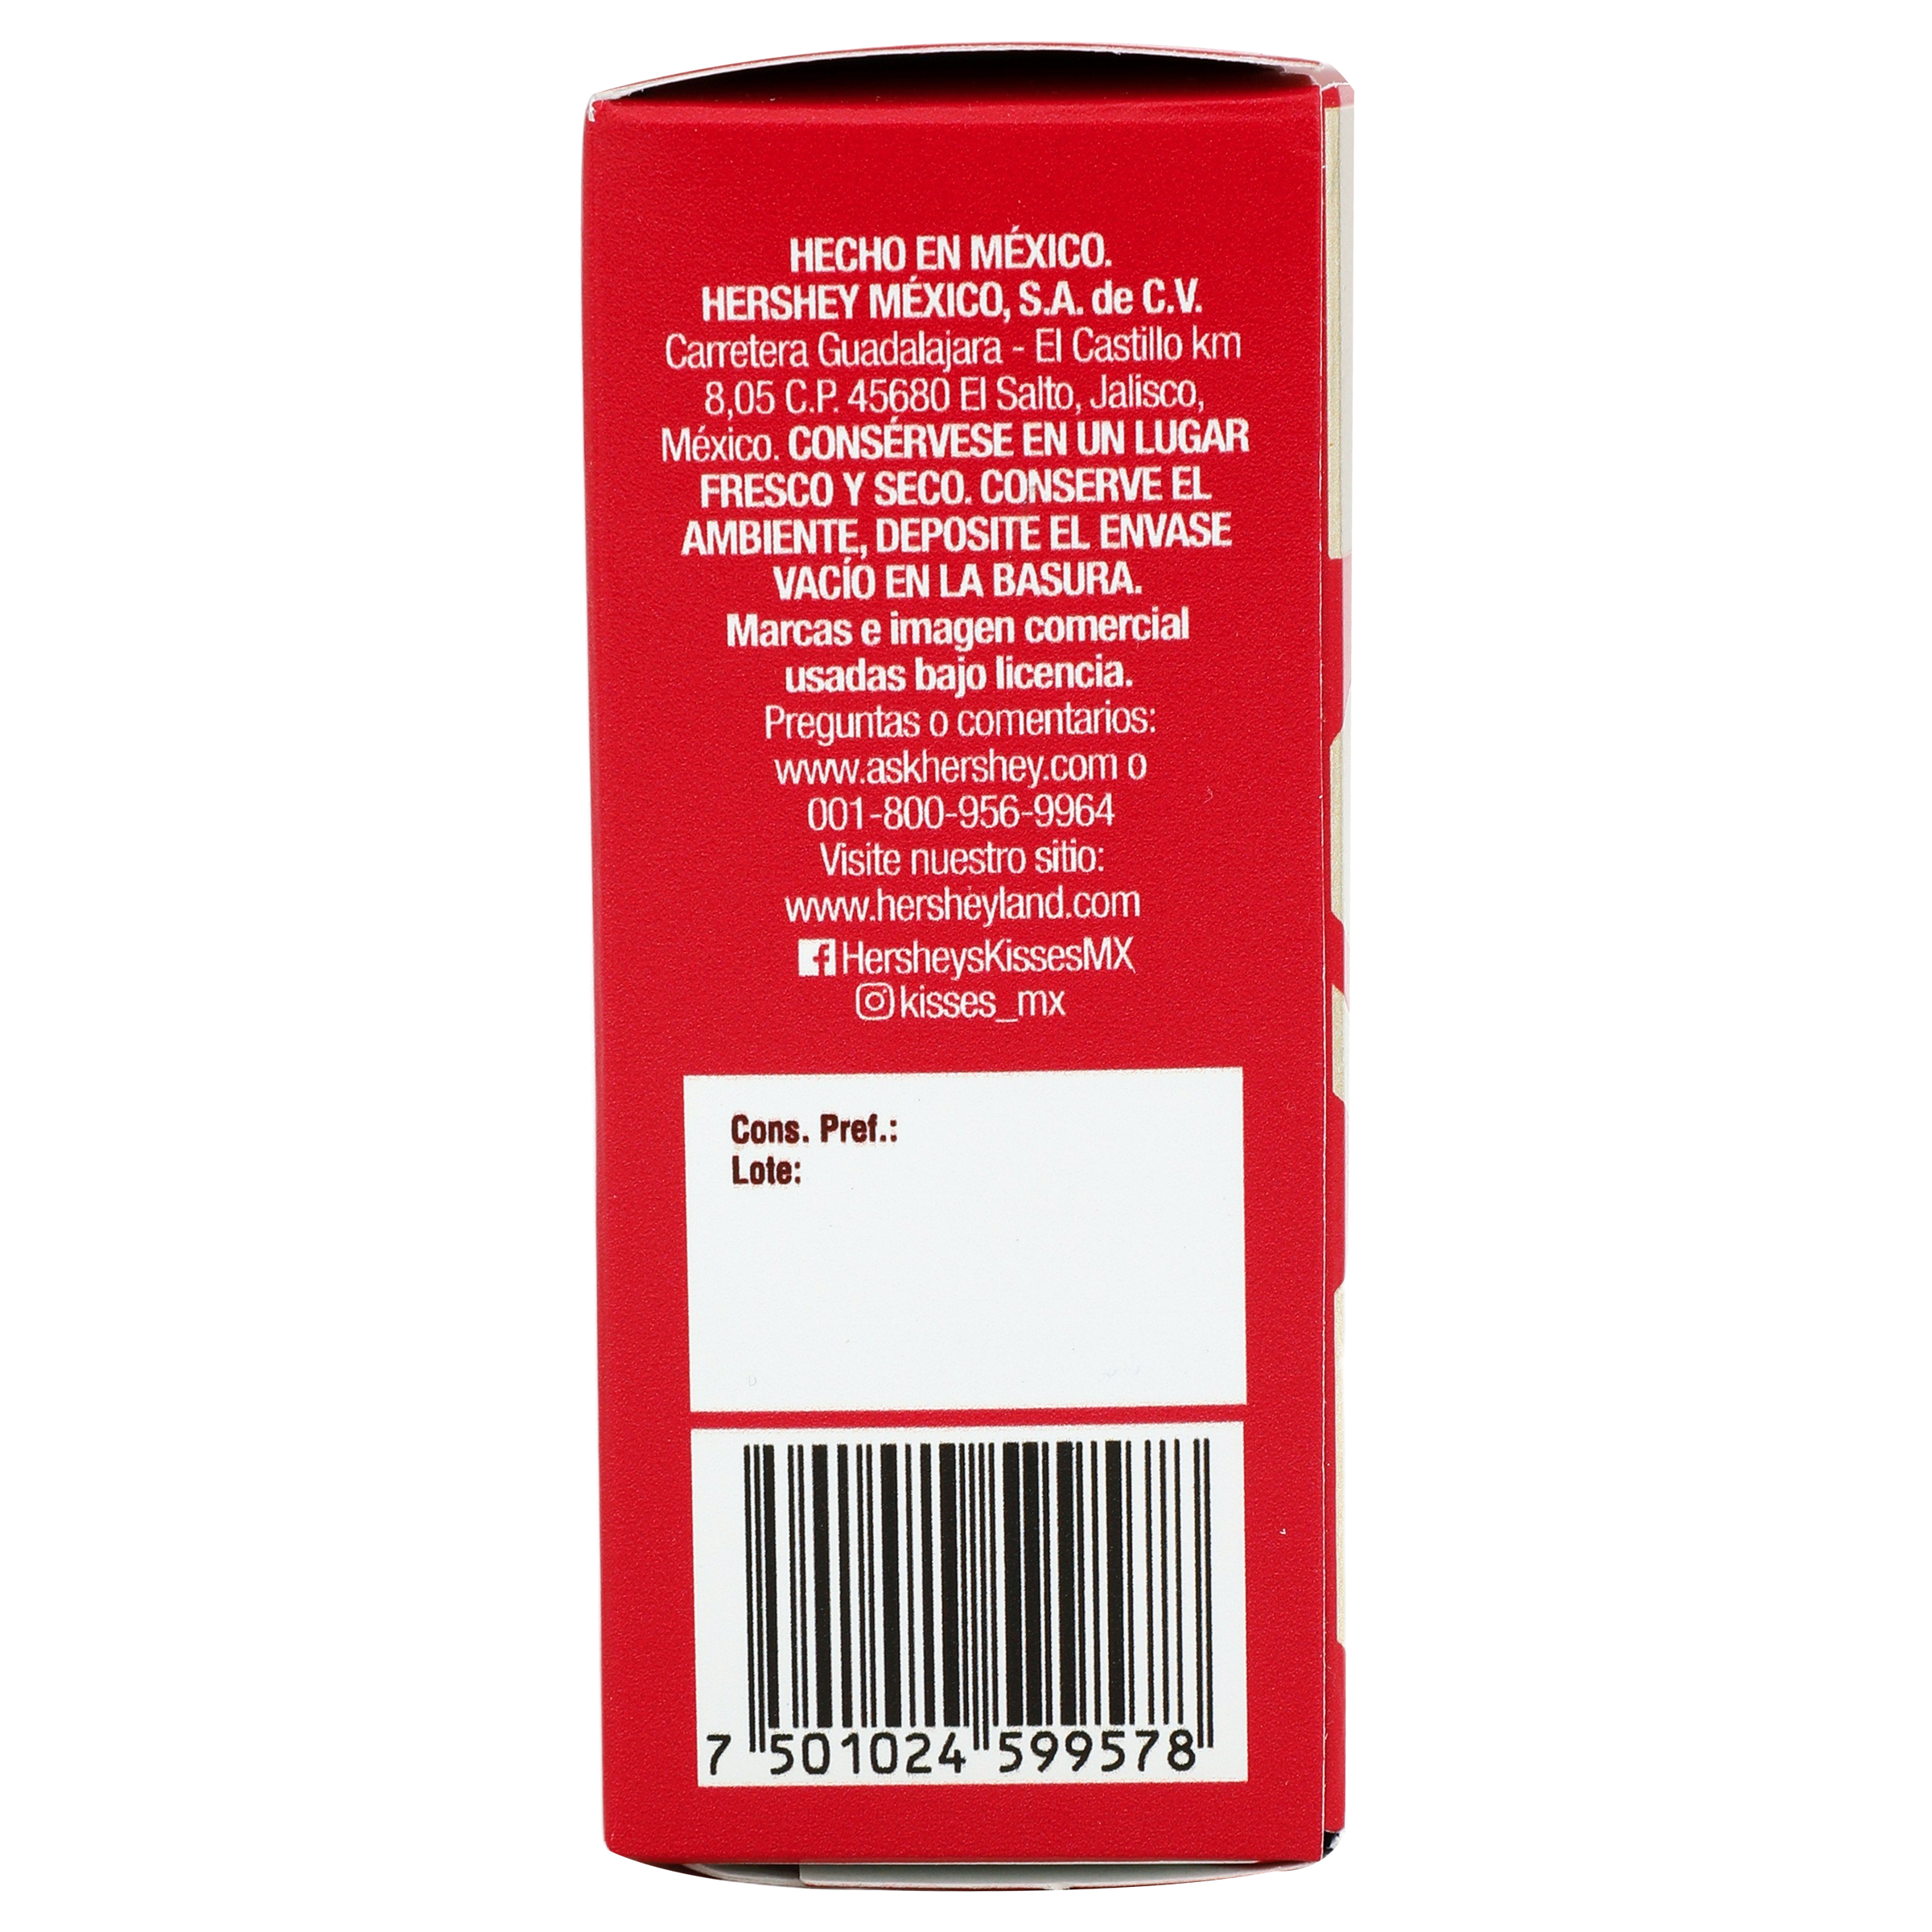 HECHO EN MÉXICO.
HERSHEY MÉXICO, S.A. de C.V.
Carretera Guadalajara - El Castillo km
8,05 C.P. 45680 El Salto, Jalisco,
México. CONSÉRVESE EN UN LUGAR
FRESCO Y SECO. CONSERVE EL
AMBIENTE, DEPOSITE EL ENVASE
VACÍO EN LA BASURA.
Marcas e imagen comercial
usadas bajo licencia.
Preguntas o comentarios:
www.askhershey.com o
001-800-956-9964
Visite nuestro sitio:
www.hersheyland.com
HersheysKissesMX
kisses_mx
Cons. Pref.:
Lote:
7 501024 599578